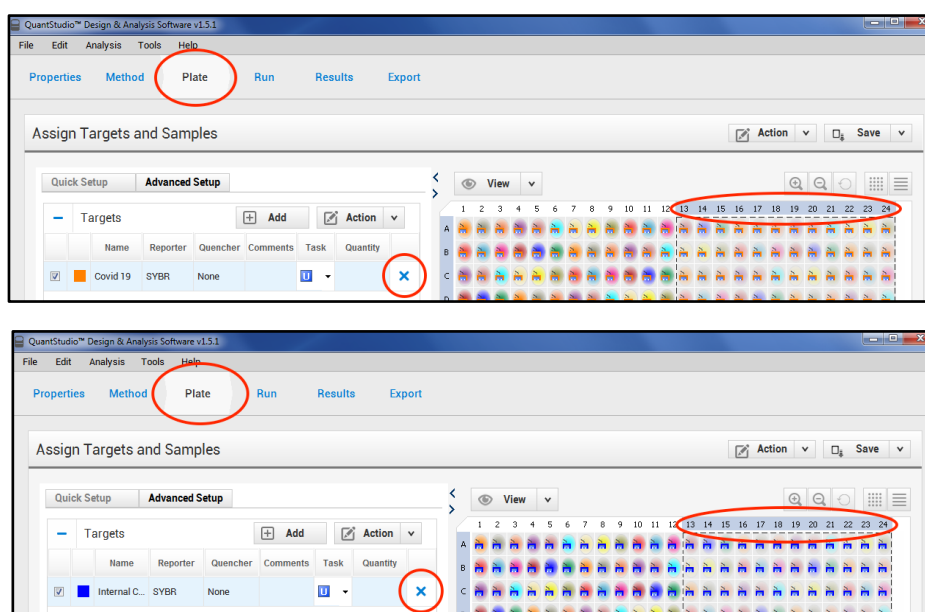 QuantStudio™ Design & Analysis Software v1.5.1
File Edit Analysis Tools Help
Properties Method Plate Run Results Export
Assign Targets and Samples
Action Save
Quick Setup Advanced Setup
View
Targets
Add Action
1 2 3 4 5 6 7 8 9 10 11 12 13 14 15 16 17 18 19 20 21 22 23 24
A
Name Reporter Quencher Comments Task Quantity
B
Covid 19 SYBR None U
C
D
QuantStudio™ Design & Analysis Software v1.5.1
File Edit Analysis Tools Help
Properties Method Plate Run Results Export
Assign Targets and Samples
Action Save
Quick Setup Advanced Setup
View
Targets
Add Action
1 2 3 4 5 6 7 8 9 10 11 12 13 14 15 16 17 18 19 20 21 22 23 24
A
Name Reporter Quencher Comments Task Quantity
B
Internal C... SYBR None U
C